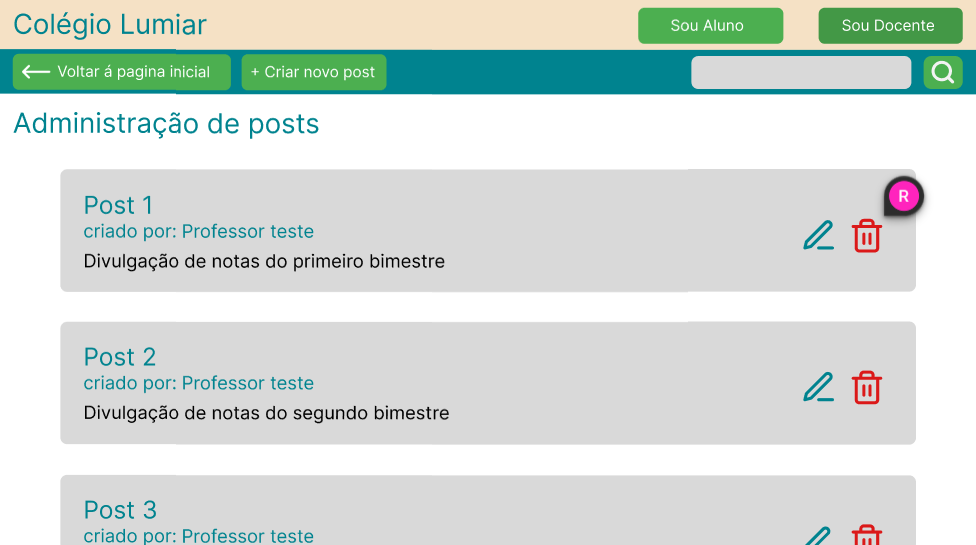 Colégio Lumiar
Sou Aluno
Sou Docente
Voltar á pagina inicial
+ Criar novo post
Administração de posts
Post 1
criado por: Professor teste
Divulgação de notas do primeiro bimestre
R
Post 2
criado por: Professor teste
Divulgação de notas do segundo bimestre
Post 3
criado por: Professor teste